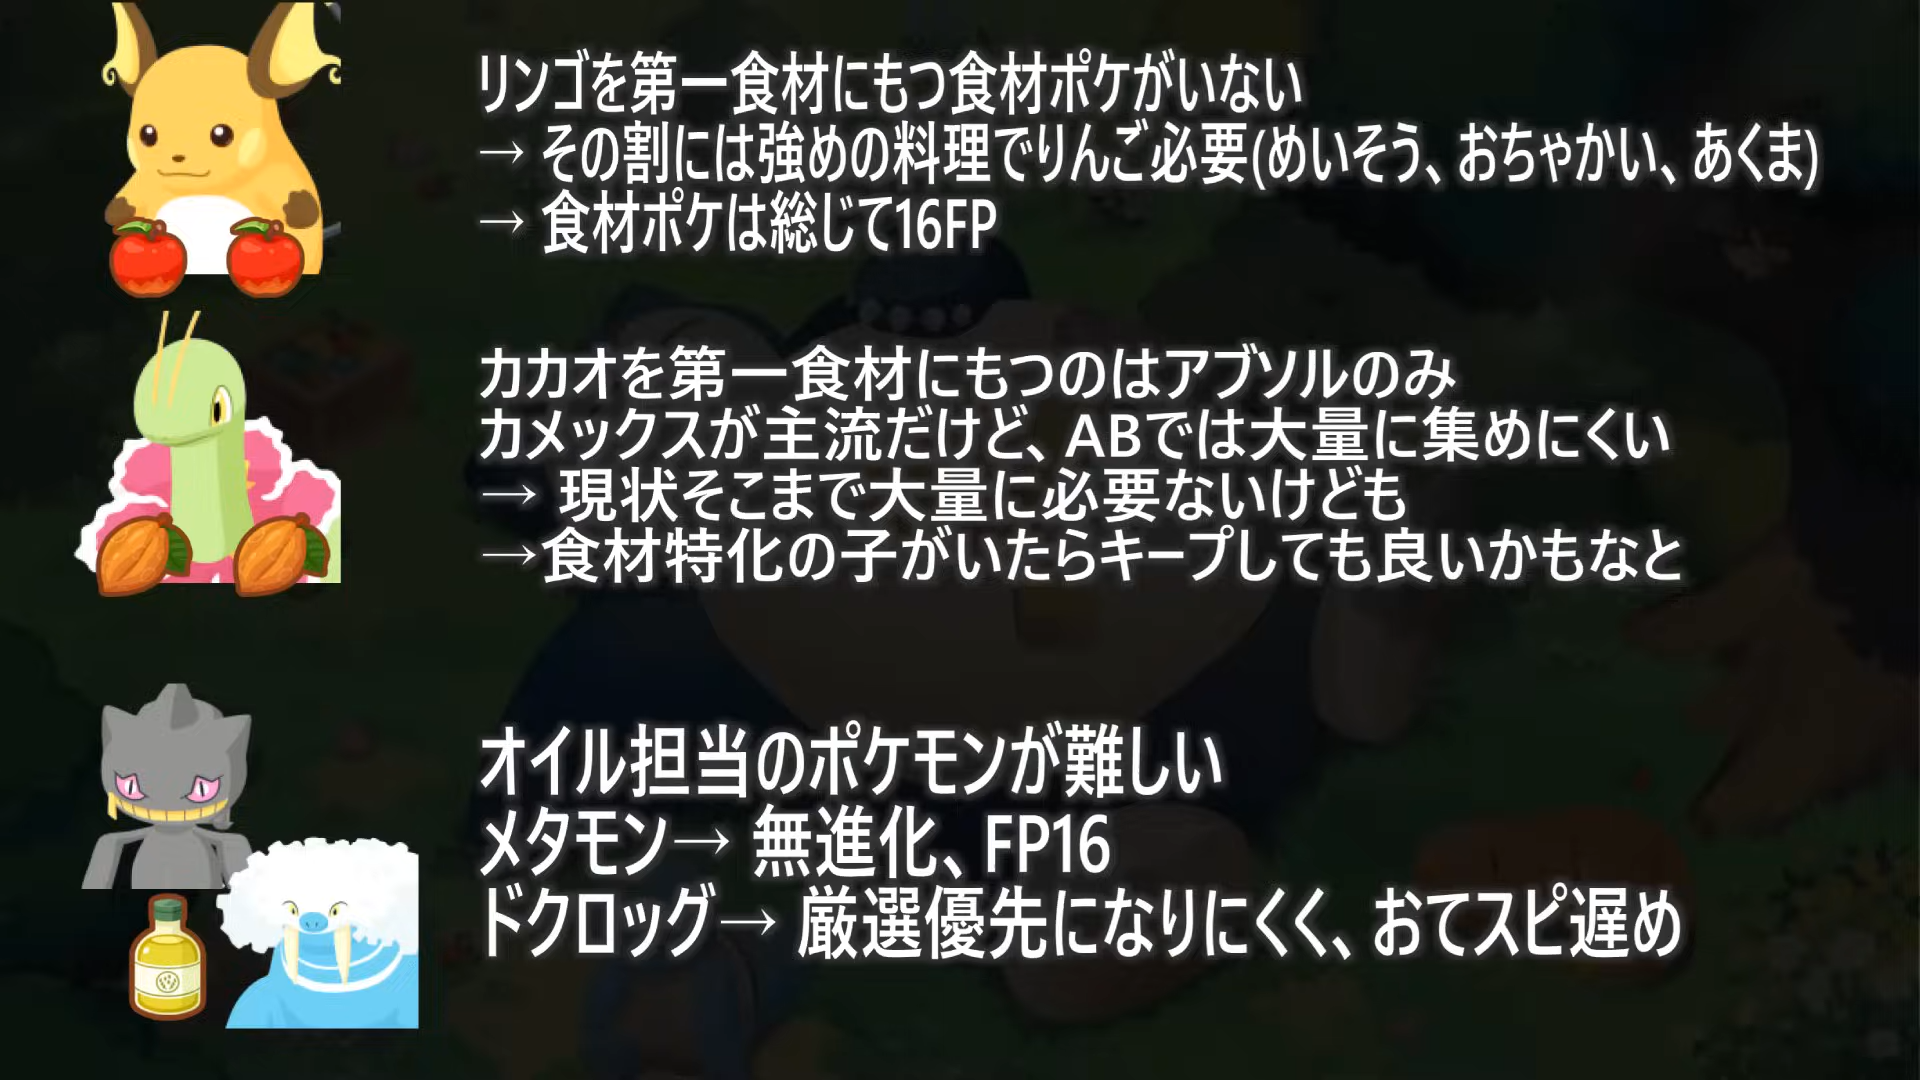 リンゴを第一食材にもつ食材ポケがいない
→ その割には強めの料理でりんご必要(めいそう、おちゃかい、あくま)
→ 食材ポケは総じて16FP
カカオを第一食材にもつのはアブソルのみ
カメックスが主流だけど、ABでは大量に集めにくい
→ 現状そこまで大量に必要ないけども
→食材特化の子がいたらキープしても良いかもなと
オイル担当のポケモンが難しい
メタモン→ 無進化、FP16
ドクロッグ→ 厳選優先になりにくく、おてスピ遅め